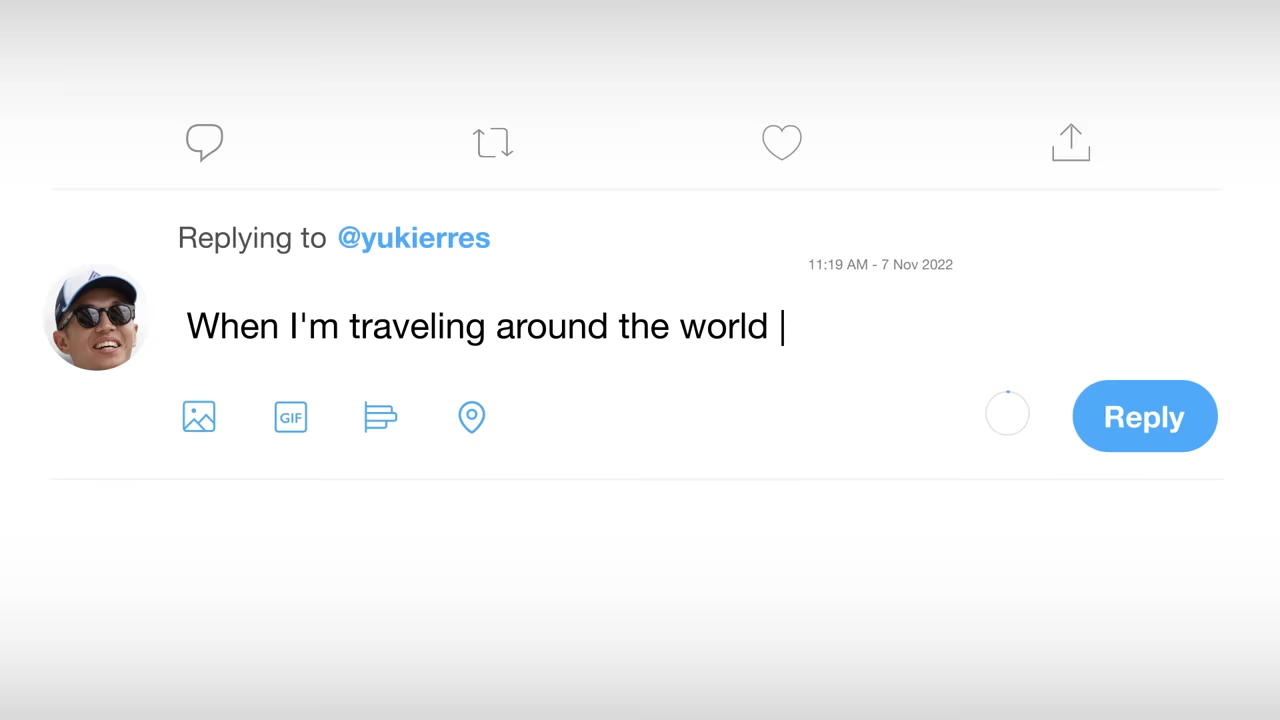 Replying to @yukierres
11:19 AM - 7 Nov 2022
When I'm traveling around the world
GIF
Reply